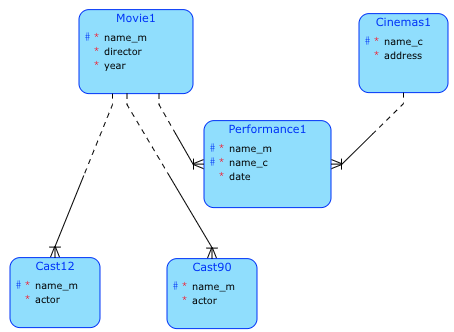 Movie1
# * name_m
* director
* year
Cinemas1
# * name_c
* address
Performance1
# * name_m
# * name_c
* date
Cast12
# * name_m
* actor
Cast90
# * name_m
* actor